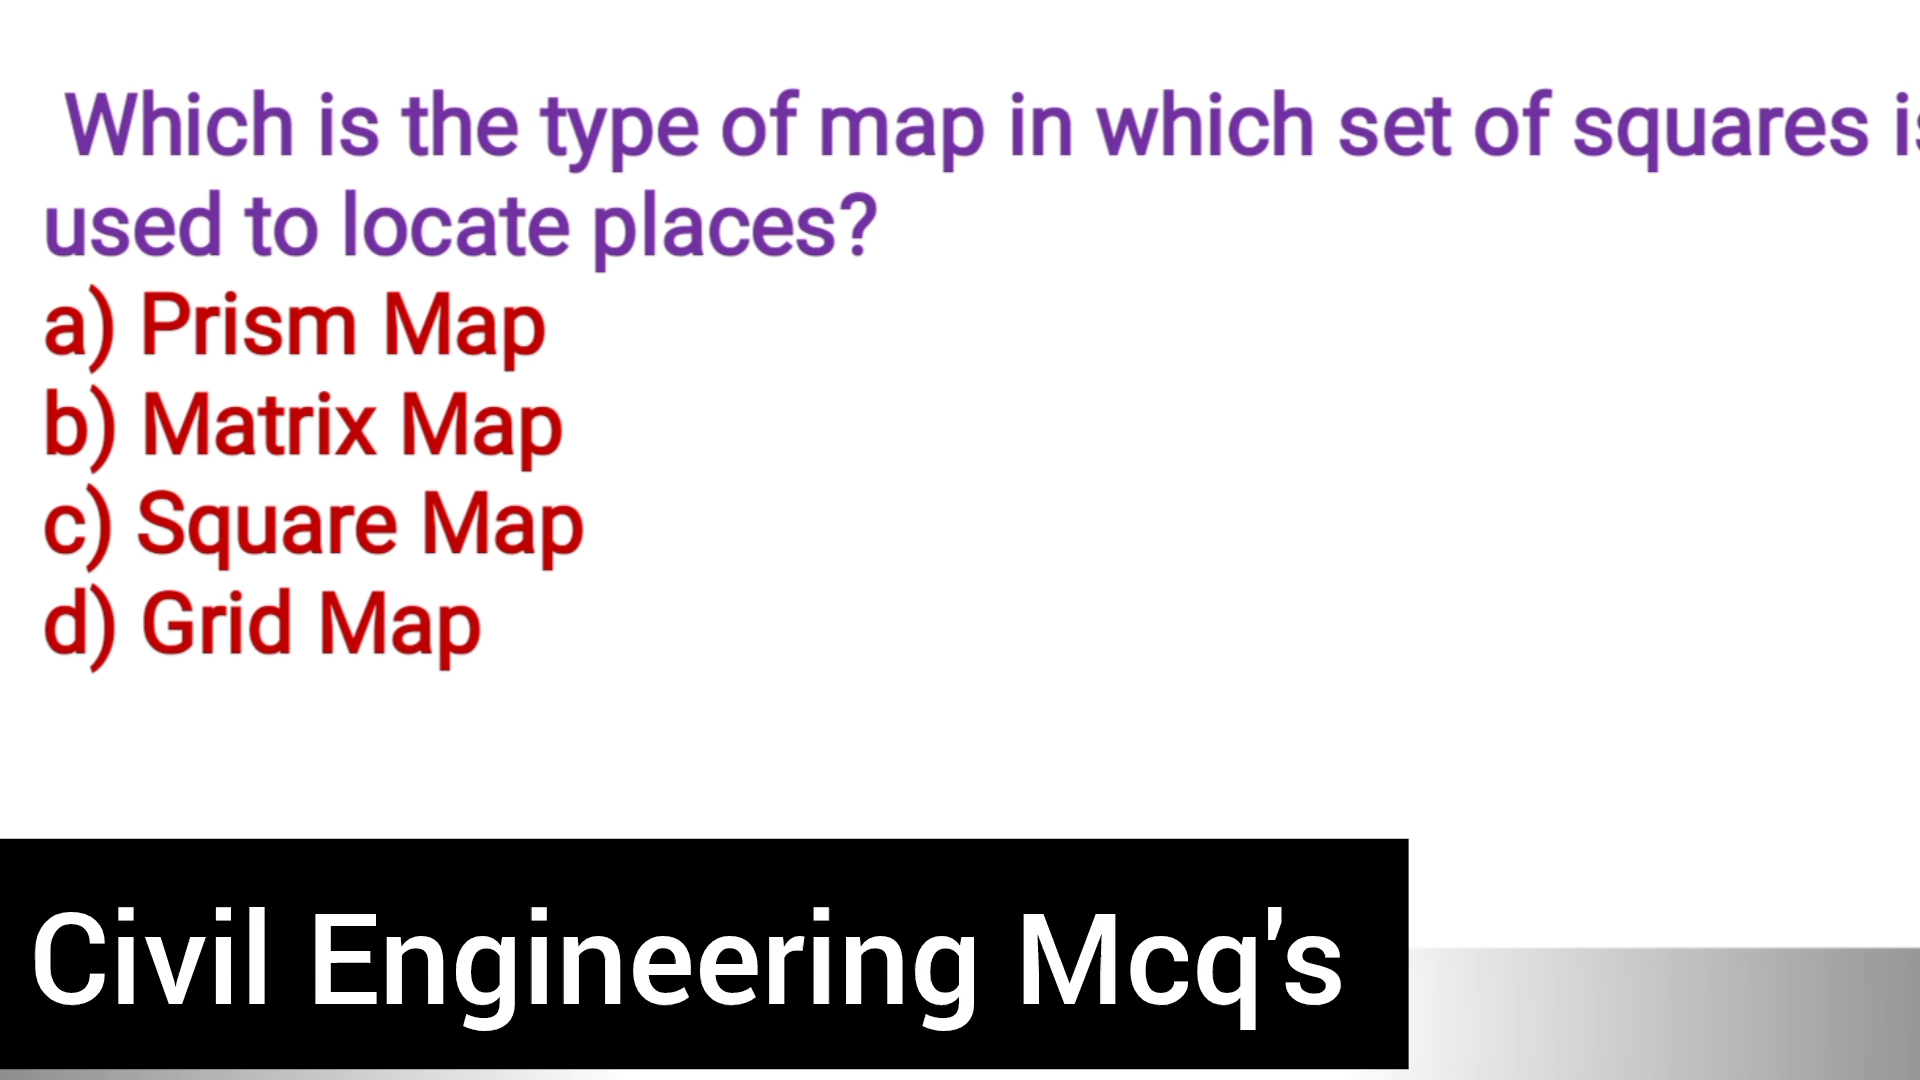 Which is the type of map in which set of squares is
used to locate places?
a) Prism Map
b) Matrix Map
c) Square Map
d) Grid Map
Civil Engineering Mcq's